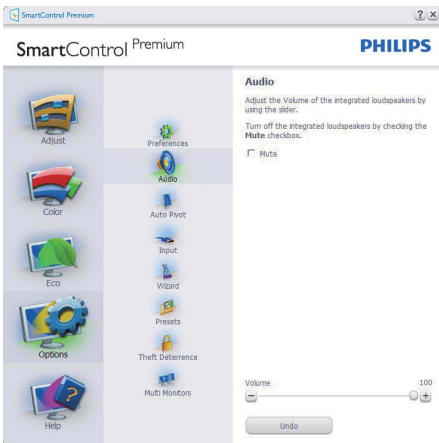 SmartControl Premium
SmartControl Premium
PHILIPS
Adjust
Color
Eco
Options
Help
Preferences
Audio
Auto Pivot
Input
Wizard
Presets
Theft Deterrence
Multi Monitors
Audio
Adjust the Volume of the integrated loudspeakers by
using the slider.
Turn off the integrated loudspeakers by checking the
Mute checkbox.
Mute
Volume 100
Undo